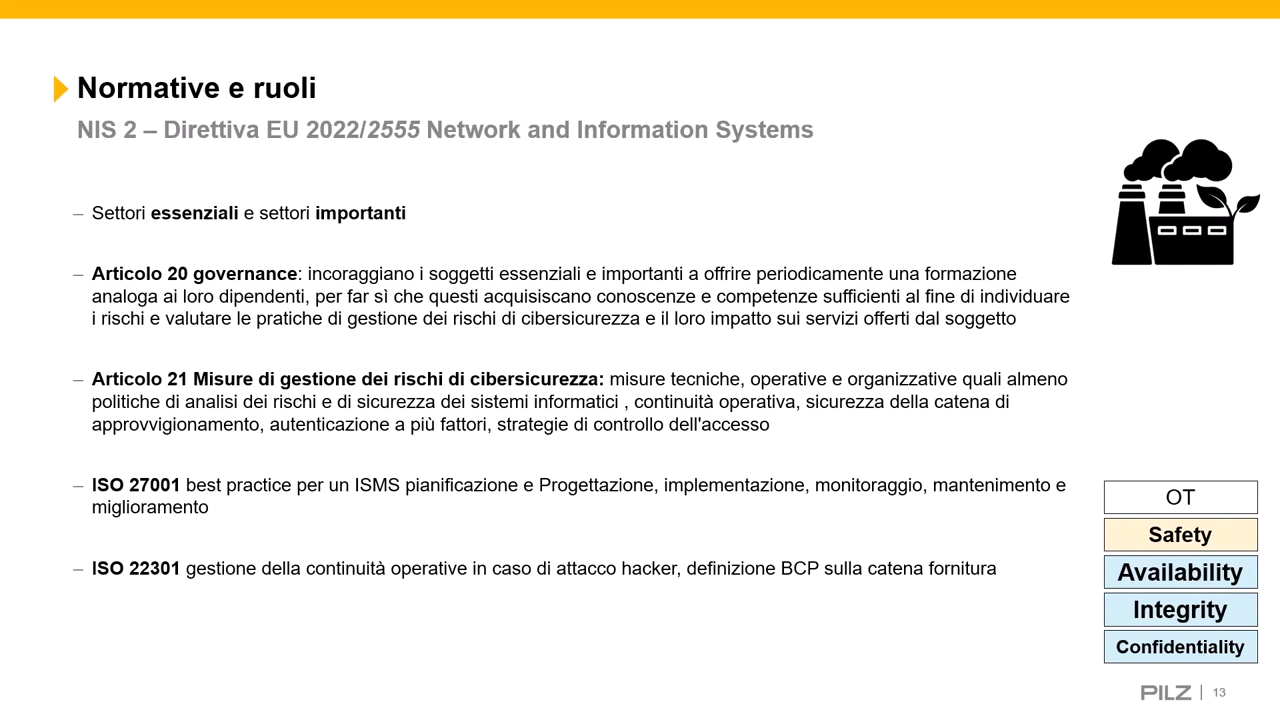 Normative e ruoli
NIS 2 – Direttiva EU 2022/2555 Network and Information Systems
– Settori essenziali e settori importanti
– Articolo 20 governance: incoraggiano i soggetti essenziali e importanti a offrire periodicamente una formazione
analoga ai loro dipendenti, per far sì che questi acquisiscano conoscenze e competenze sufficienti al fine di individuare
i rischi e valutare le pratiche di gestione dei rischi di cibersicurezza e il loro impatto sui servizi offerti dal soggetto
– Articolo 21 Misure di gestione dei rischi di cibersicurezza: misure tecniche, operative e organizzative quali almeno
politiche di analisi dei rischi e di sicurezza dei sistemi informatici , continuità operativa, sicurezza della catena di
approvvigionamento, autenticazione a più fattori, strategie di controllo dell'accesso
– ISO 27001 best practice per un ISMS pianificazione e Progettazione, implementazione, monitoraggio, mantenimento e
miglioramento
– ISO 22301 gestione della continuità operative in caso di attacco hacker, definizione BCP sulla catena fornitura
OT
Safety
Availability
Integrity
Confidentiality
PILZ | 13